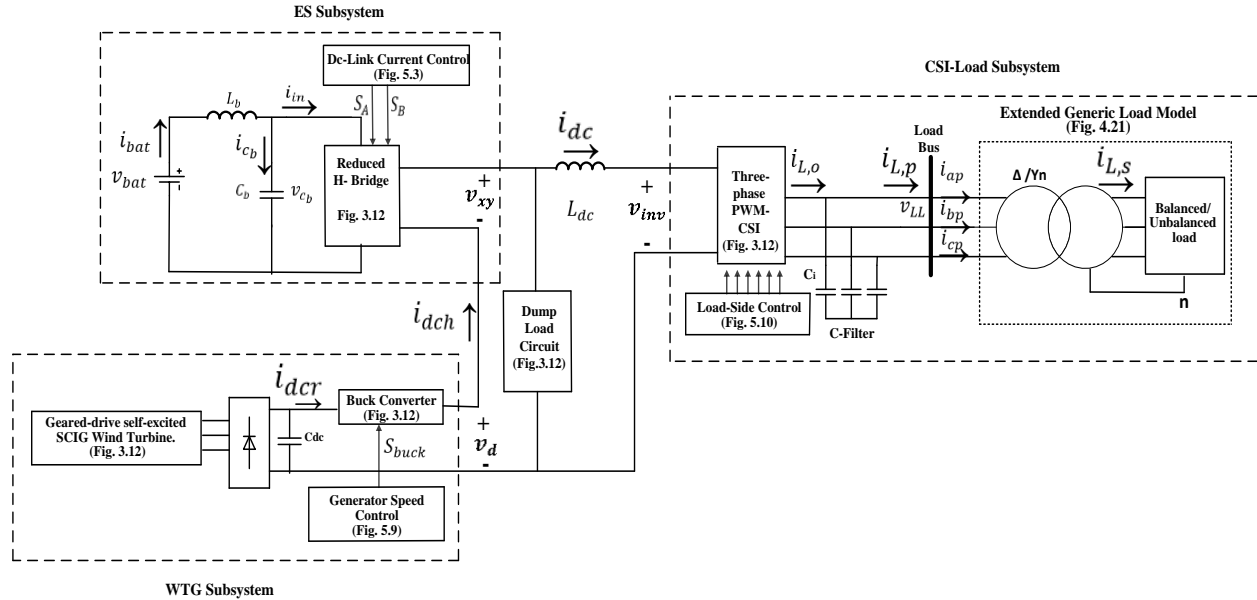 ES Subsystem
Dc-Link Current Control
(Fig. 5.3)
S_A
S_B
L_b
i_in
i_bat
i_cb
v_bat
C_b
v_cb
Reduced
H- Bridge
Fig. 3.12
+
v_xy
-
i_dc
L_dc
+
v_inv
-
CSI-Load Subsystem
Three-
phase
PWM-
CSI
(Fig. 3.12)
i_L,o
i_L,p
v_LL
Load
Bus
i_ap
i_bp
i_cp
Extended Generic Load Model
(Fig. 4.21)
Δ /Yn
i_L,s
Balanced/
Unbalanced
load
n
C_i
C-Filter
Load-Side Control
(Fig. 5.10)
Dump
Load
Circuit
(Fig.3.12)
i_dch
i_dcr
Buck Converter
(Fig. 3.12)
Geared-drive self-excited
SCIG Wind Turbine.
(Fig. 3.12)
Cdc
S_buck
+
v_d
-
Generator Speed
Control
(Fig. 5.9)
WTG Subsystem